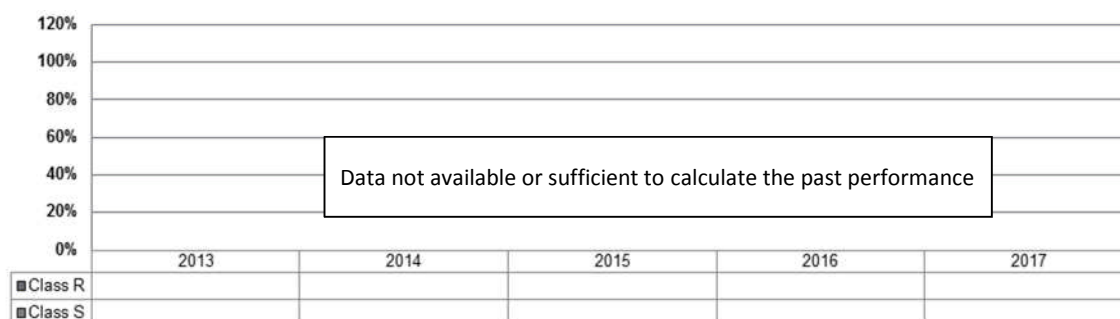 120%
100%
80%
60%
Data not available or sufficient to calculate the past performance
40%
20%
0%
2013 2014 2015 2016 2017
Class R
Class S